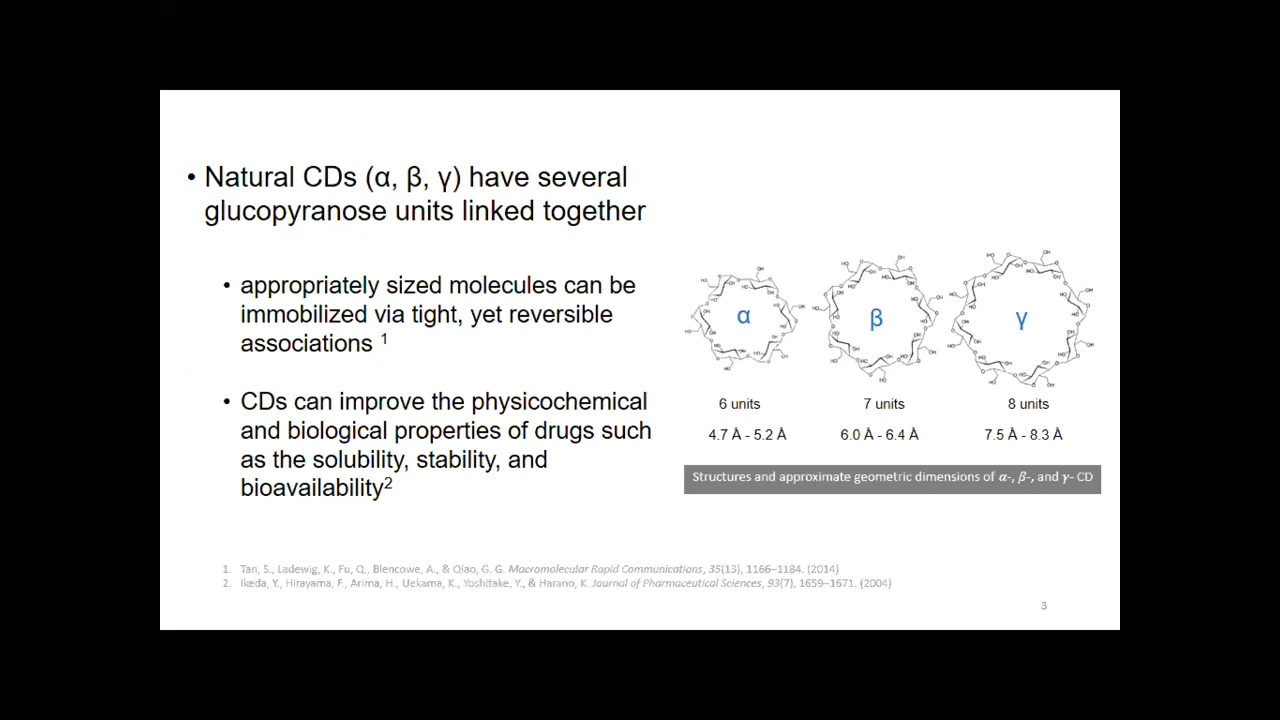 • Natural CDs (α, β, γ) have several
glucopyranose units linked together
• appropriately sized molecules can be
immobilized via tight, yet reversible
associations 1
• CDs can improve the physicochemical
and biological properties of drugs such
as the solubility, stability, and
bioavailability2
α β γ
6 units 7 units 8 units
4.7 Å - 5.2 Å 6.0 Å - 6.4 Å 7.5 Å - 8.3 Å
Structures and approximate geometric dimensions of α-, β-, and γ- CD
1. Tan, S., Ladewig, K., Fu, Q., Blencowe, A., & Qiao, G. G. Macromolecular Rapid Communications, 35(13), 1166–1184. (2014)
2. Ikeda, Y., Hirayama, F., Arima, H., Uekama, K., Yoshitake, Y., & Harano, K. Journal of Pharmaceutical Sciences, 93(7), 1659–1671. (2004)
3